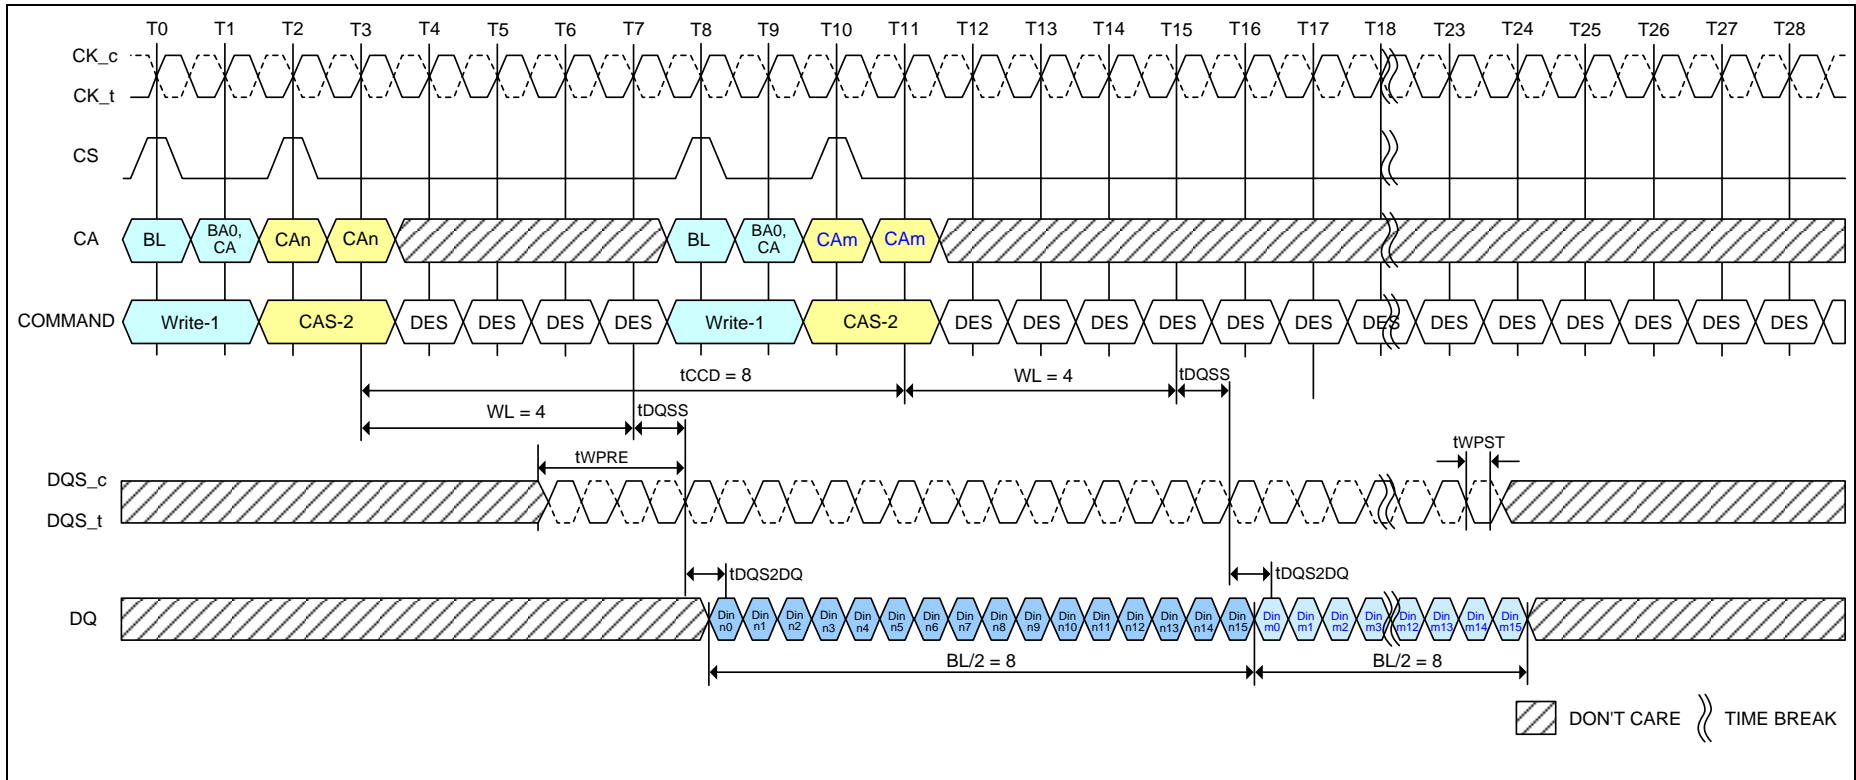 T0 T1 T2 T3 T4 T5 T6 T7 T8 T9 T10 T11 T12 T13 T14 T15 T16 T17 T18 T23 T24 T25 T26 T27 T28
CK_c
CK_t
CS
CA BL BA0, CA CAn CAn BL BA0, CA CAm CAm
COMMAND Write-1 CAS-2 DES DES DES DES Write-1 CAS-2 DES DES DES DES DES DES DES DES DES DES DES DES DES
tCCD = 8 WL = 4 tDQSS
WL = 4 tDQSS
tWPRE tWPST
DQS_c
DQS_t
tDQS2DQ tDQS2DQ
DQ Din n0 Din n1 Din n2 Din n3 Din n4 Din n5 Din n6 Din n7 Din n8 Din n9 Din n10 Din n11 Din n12 Din n13 Din n14 Din n15 Din m0 Din m1 Din m2 Din m3 Din m12 Din m13 Din m14 Din m15
BL/2 = 8 BL/2 = 8
DON'T CARE TIME BREAK